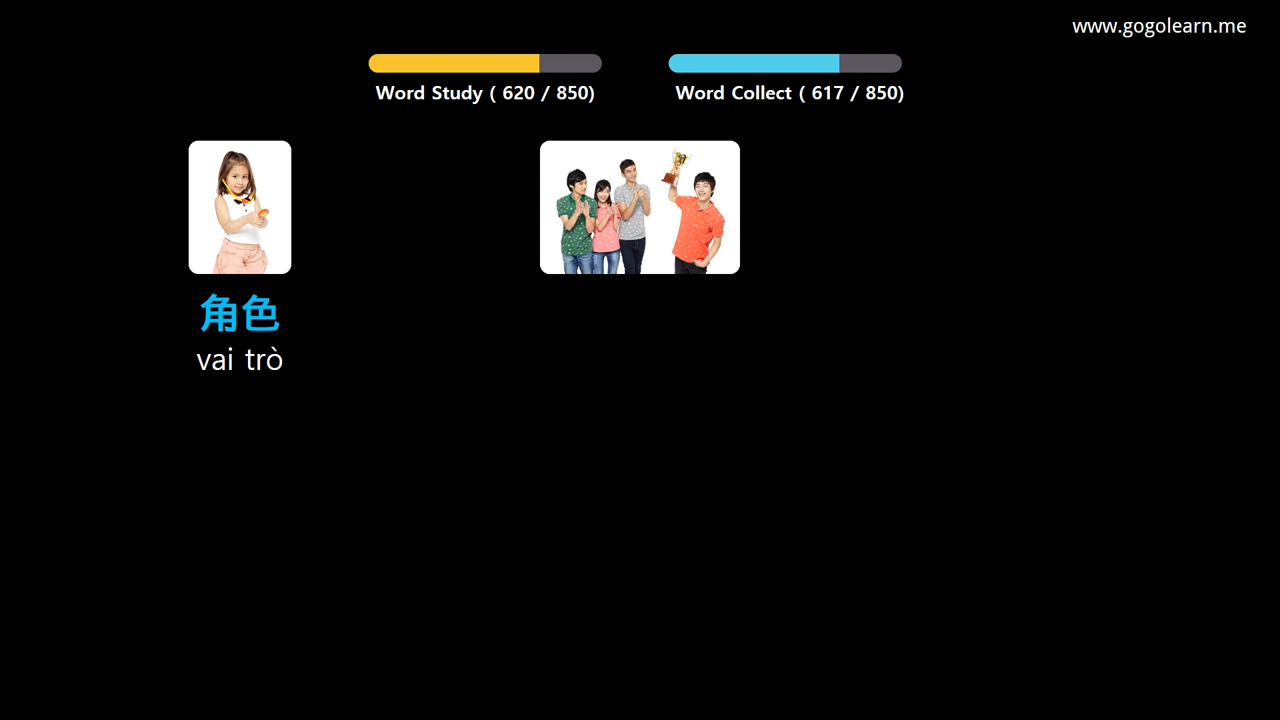 www.gogolearn.me
Word Study ( 620 / 850)
Word Collect ( 617 / 850)
角色
vai trò